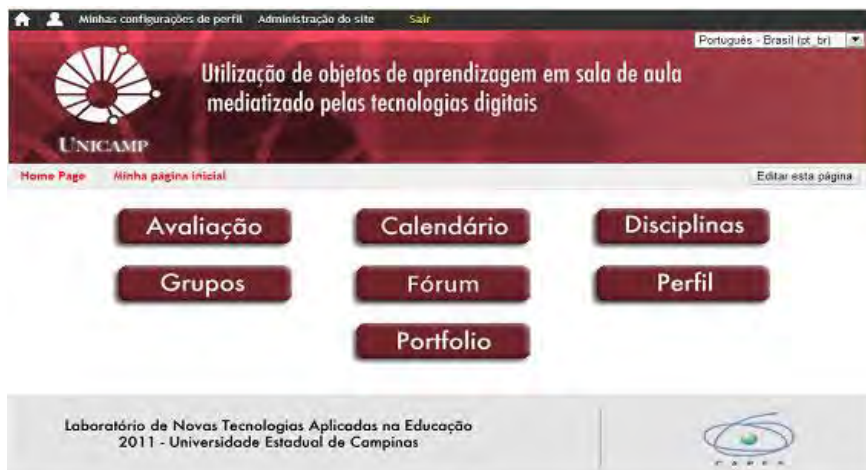 Minhas configurações de perfil Administração do site Sair
Português - Brasil (pt_br)
Utilização de objetos de aprendizagem em sala de aula
mediatizado pelas tecnologias digitais
UNICAMP
Home Page Minha página inicial Editar esta página
Avaliação Calendário Disciplinas
Grupos Fórum Perfil
Portfolio
Laboratório de Novas Tecnologias Aplicadas na Educação
2011 - Universidade Estadual de Campinas
CAPES